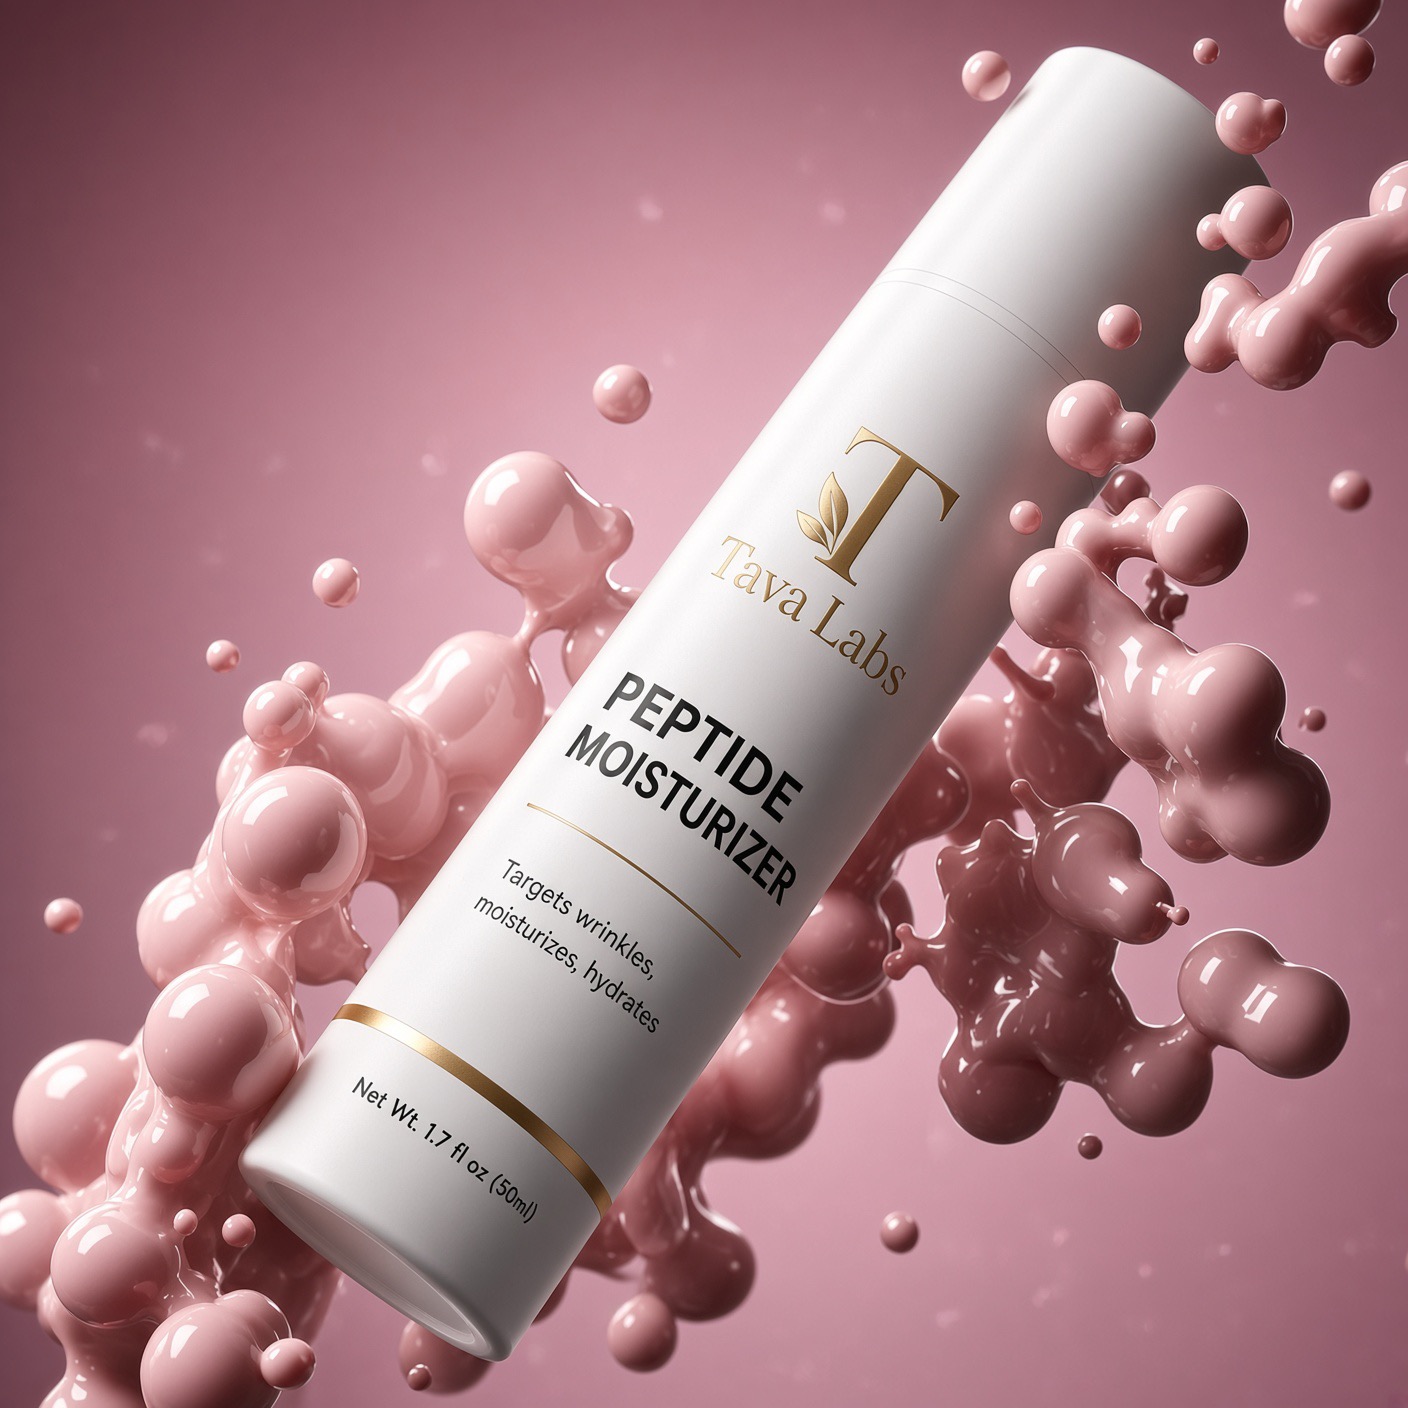 T
Tava Labs
PEPTIDE
MOISTURIZER
Targets wrinkles,
moisturizes, hydrates
Net Wt. 1.7 fl oz (50ml)